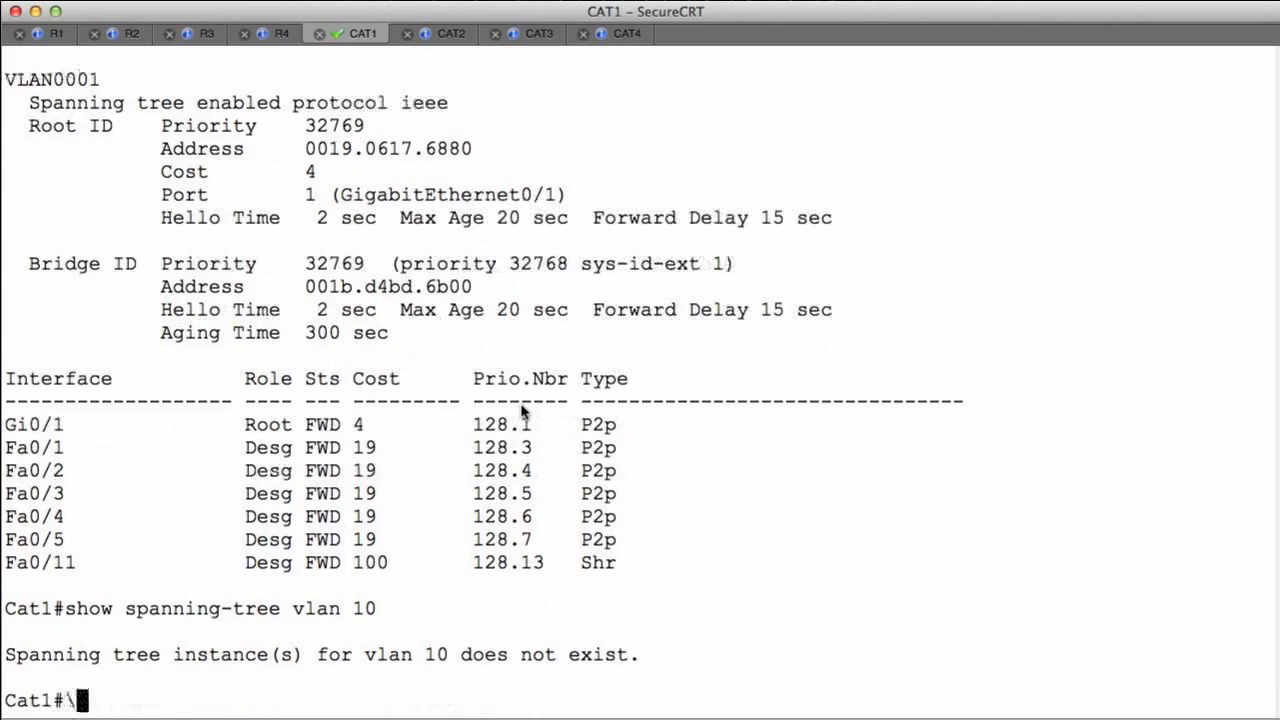 CAT1 – SecureCRT
R1 R2 R3 R4 CAT1 CAT2 CAT3 CAT4
VLAN0001
Spanning tree enabled protocol ieee
Root ID Priority 32769
Address 0019.0617.6880
Cost 4
Port 1 (GigabitEthernet0/1)
Hello Time 2 sec Max Age 20 sec Forward Delay 15 sec
Bridge ID Priority 32769 (priority 32768 sys-id-ext 1)
Address 001b.d4bd.6b00
Hello Time 2 sec Max Age 20 sec Forward Delay 15 sec
Aging Time 300 sec
Interface Role Sts Cost Prio.Nbr Type
------------------- ---- --- --------- -------- --------------------------------
Gi0/1 Root FWD 4 128.1 P2p
Fa0/1 Desg FWD 19 128.3 P2p
Fa0/2 Desg FWD 19 128.4 P2p
Fa0/3 Desg FWD 19 128.5 P2p
Fa0/4 Desg FWD 19 128.6 P2p
Fa0/5 Desg FWD 19 128.7 P2p
Fa0/11 Desg FWD 100 128.13 Shr
Cat1#show spanning-tree vlan 10
Spanning tree instance(s) for vlan 10 does not exist.
Cat1#\